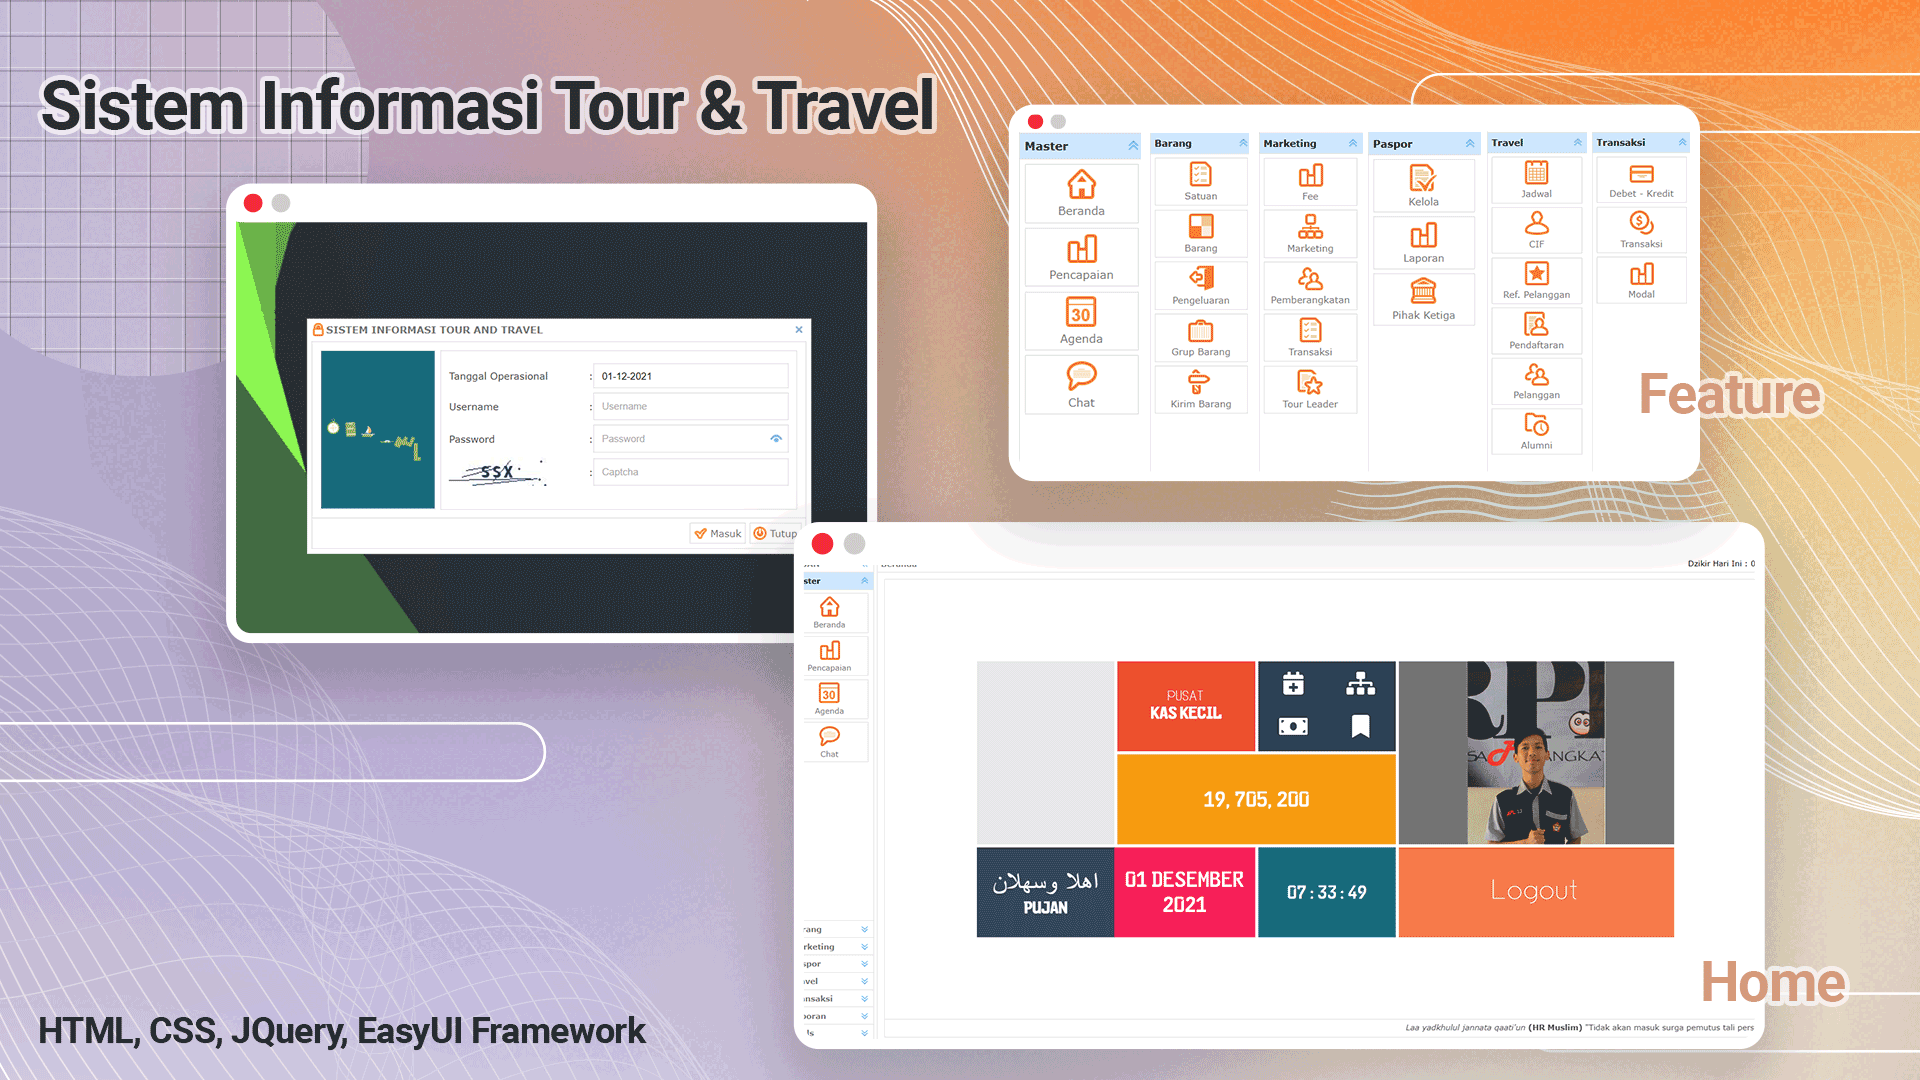 Sistem Informasi Tour & Travel
SISTEM INFORMASI TOUR AND TRAVEL
Tanggal Operasional : 01-12-2021
Username : Username
Password : Password
SSX : Captcha
Masuk Tutup
Master
Beranda
Pencapaian
Agenda
Chat
Barang
Satuan
Barang
Pengeluaran
Grup Barang
Kirim Barang
Marketing
Fee
Marketing
Pemberangkatan
Transaksi
Tour Leader
Paspor
Kelola
Laporan
Pihak Ketiga
Travel
Jadwal
CIF
Ref. Pelanggan
Pendaftaran
Pelanggan
Alumni
Transaksi
Debet - Kredit
Transaksi
Modal
Feature
Dzikir Hari Ini : 0
ster
Beranda
Pencapaian
30
Agenda
Chat
rang
rketing
spor
vel
nsaksi
oran
ls
PUSAT
KAS KECIL
19, 705, 200
اهلا وسهلان
PUJAN
01 DESEMBER
2021
07 : 33 : 49
Logout
Laa yadkhulul jannata qaati'un (HR Muslim) "Tidak akan masuk surga pemutus tali pers
Home
HTML, CSS, JQuery, EasyUI Framework